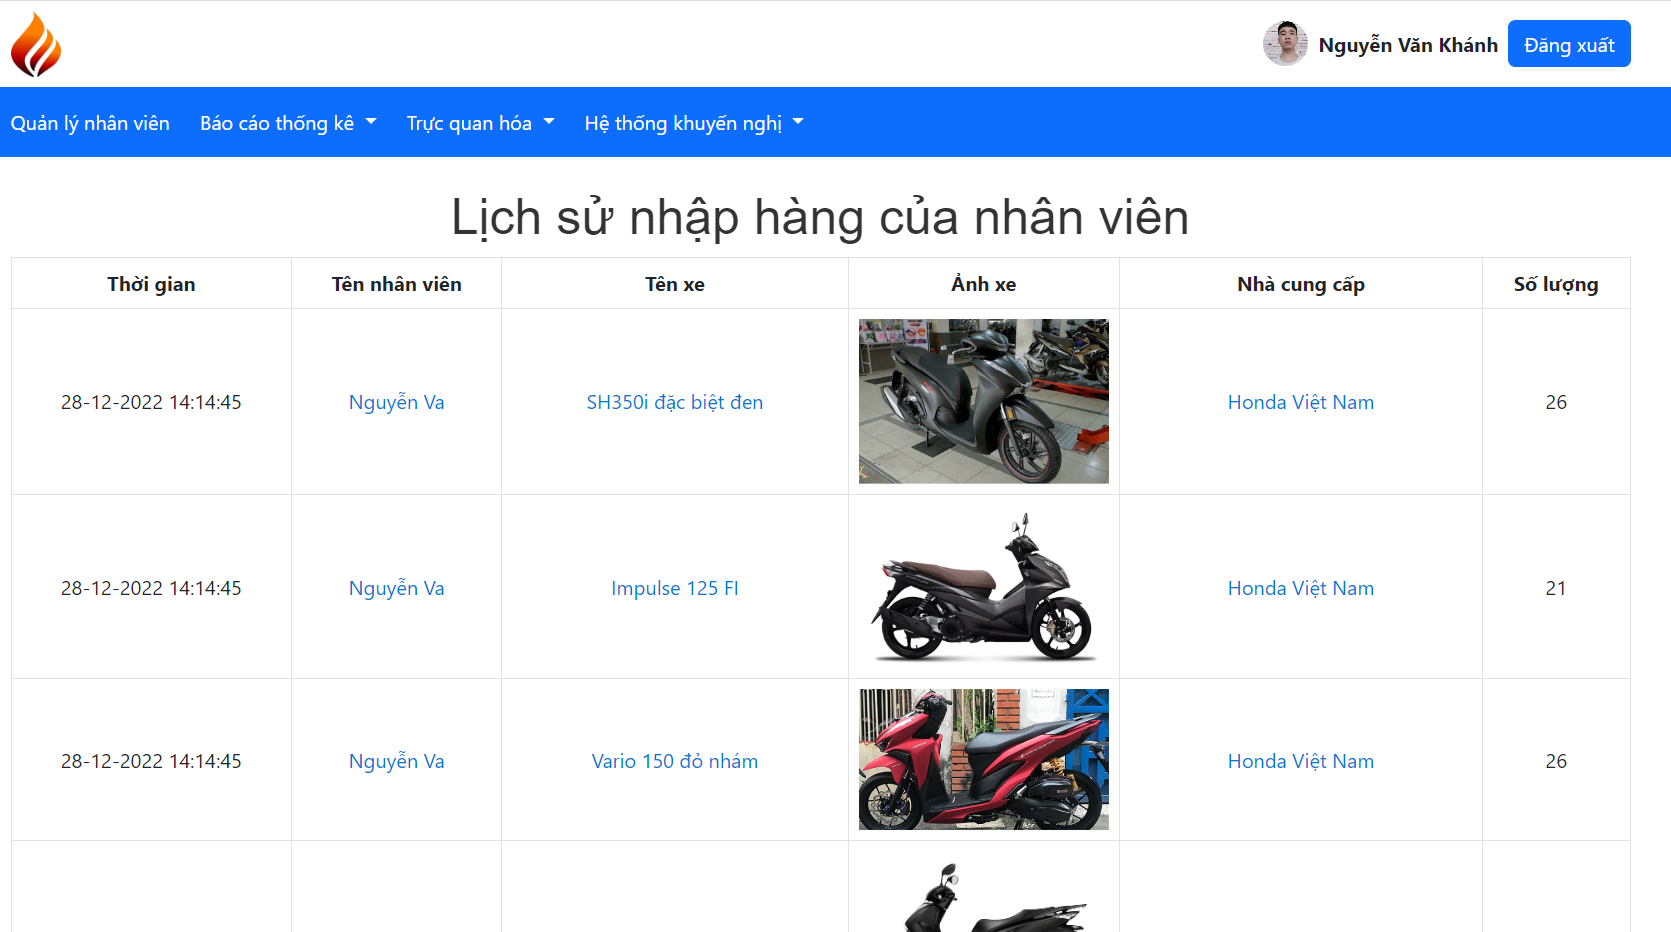 Nguyễn Văn Khánh Đăng xuất
Quản lý nhân viên Báo cáo thống kê Trực quan hóa Hệ thống khuyến nghị
Lịch sử nhập hàng của nhân viên
Thời gian Tên nhân viên Tên xe Ảnh xe Nhà cung cấp Số lượng
28-12-2022 14:14:45 Nguyễn Va SH350i đặc biệt đen Honda Việt Nam 26
28-12-2022 14:14:45 Nguyễn Va Impulse 125 FI Honda Việt Nam 21
28-12-2022 14:14:45 Nguyễn Va Vario 150 đỏ nhám Honda Việt Nam 26